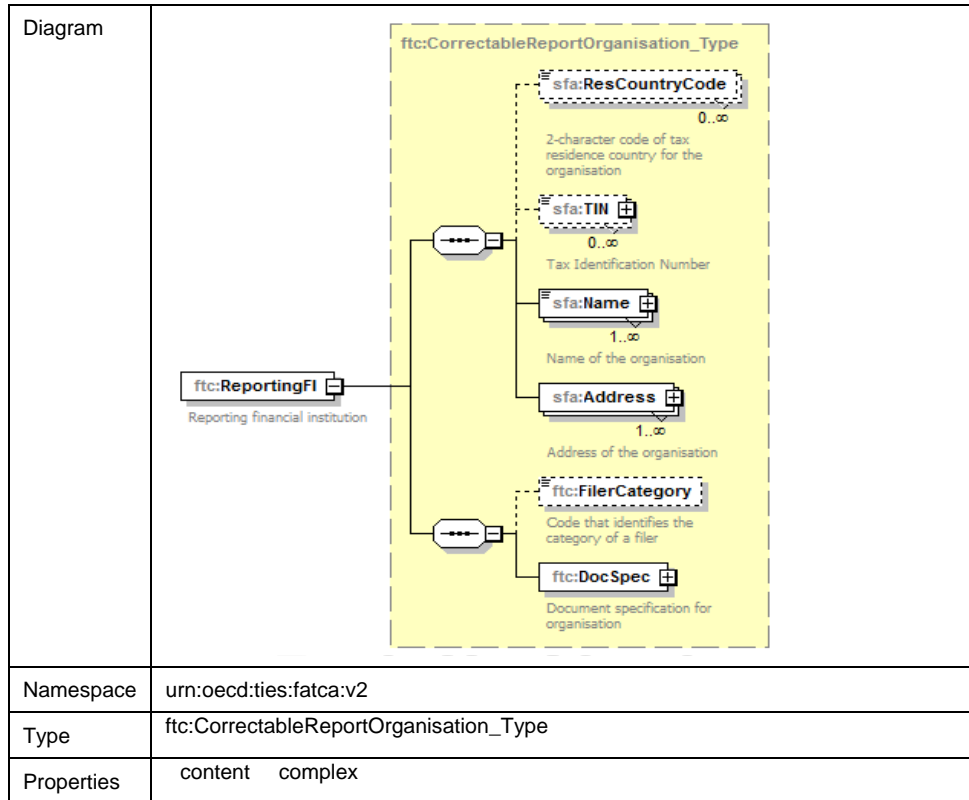 Diagram
ftc:CorrectableReportOrganisation_Type
sfa:ResCountryCode
0..∞
2-character code of tax
residence country for the
organisation
sfa:TIN
0..∞
Tax Identification Number
sfa:Name
1..∞
Name of the organisation
ftc:ReportingFI
Reporting financial institution
sfa:Address
1..∞
Address of the organisation
ftc:FilerCategory
Code that identifies the
category of a filer
ftc:DocSpec
Document specification for
organisation
Namespace urn:oecd:ties:fatca:v2
Type ftc:CorrectableReportOrganisation_Type
Properties content complex